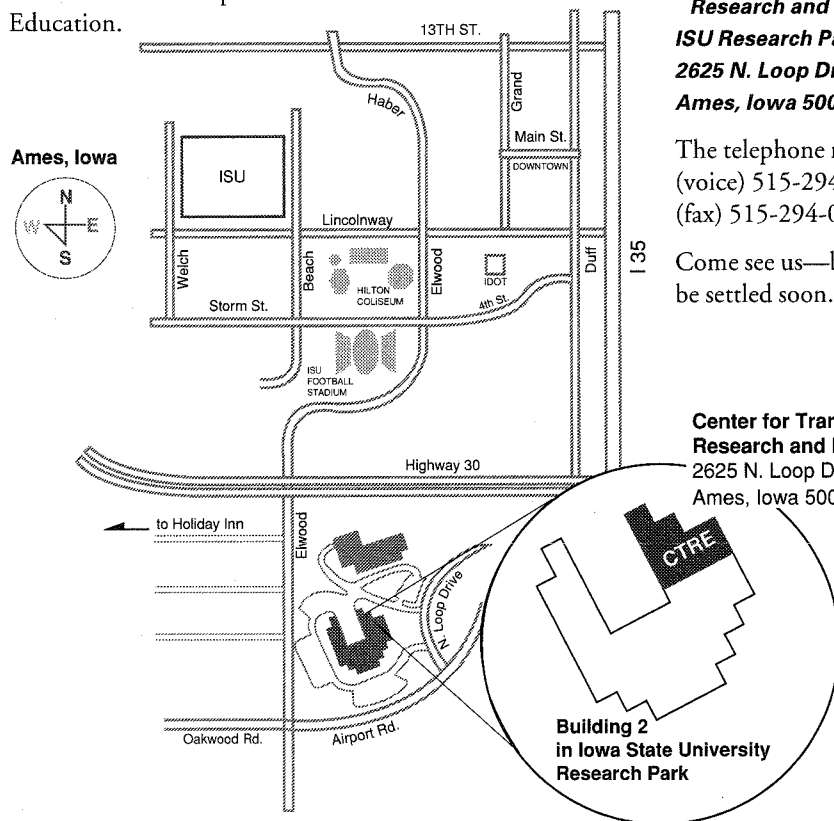 Education.
Research and
ISU Research Pa
2625 N. Loop Dr
Ames, Iowa 500
The telephone
(voice) 515-294
(fax) 515-294-0
Come see us—
be settled soon.
13TH ST.
Haber
Grand
Main St.
DOWNTOWN
Ames, Iowa
N
W E
S
ISU
Lincolnway
Welch
Beach
HILTON
COLISEUM
Elwood
IDOT
Duff
I 35
Storm St.
4th St.
ISU
FOOTBALL
STADIUM
Highway 30
Center for Tran
Research and
2625 N. Loop D
Ames, Iowa 500
to Holiday Inn
Elwood
N. Loop Drive
CTRE
Oakwood Rd.
Airport Rd.
Building 2
in Iowa State University
Research Park